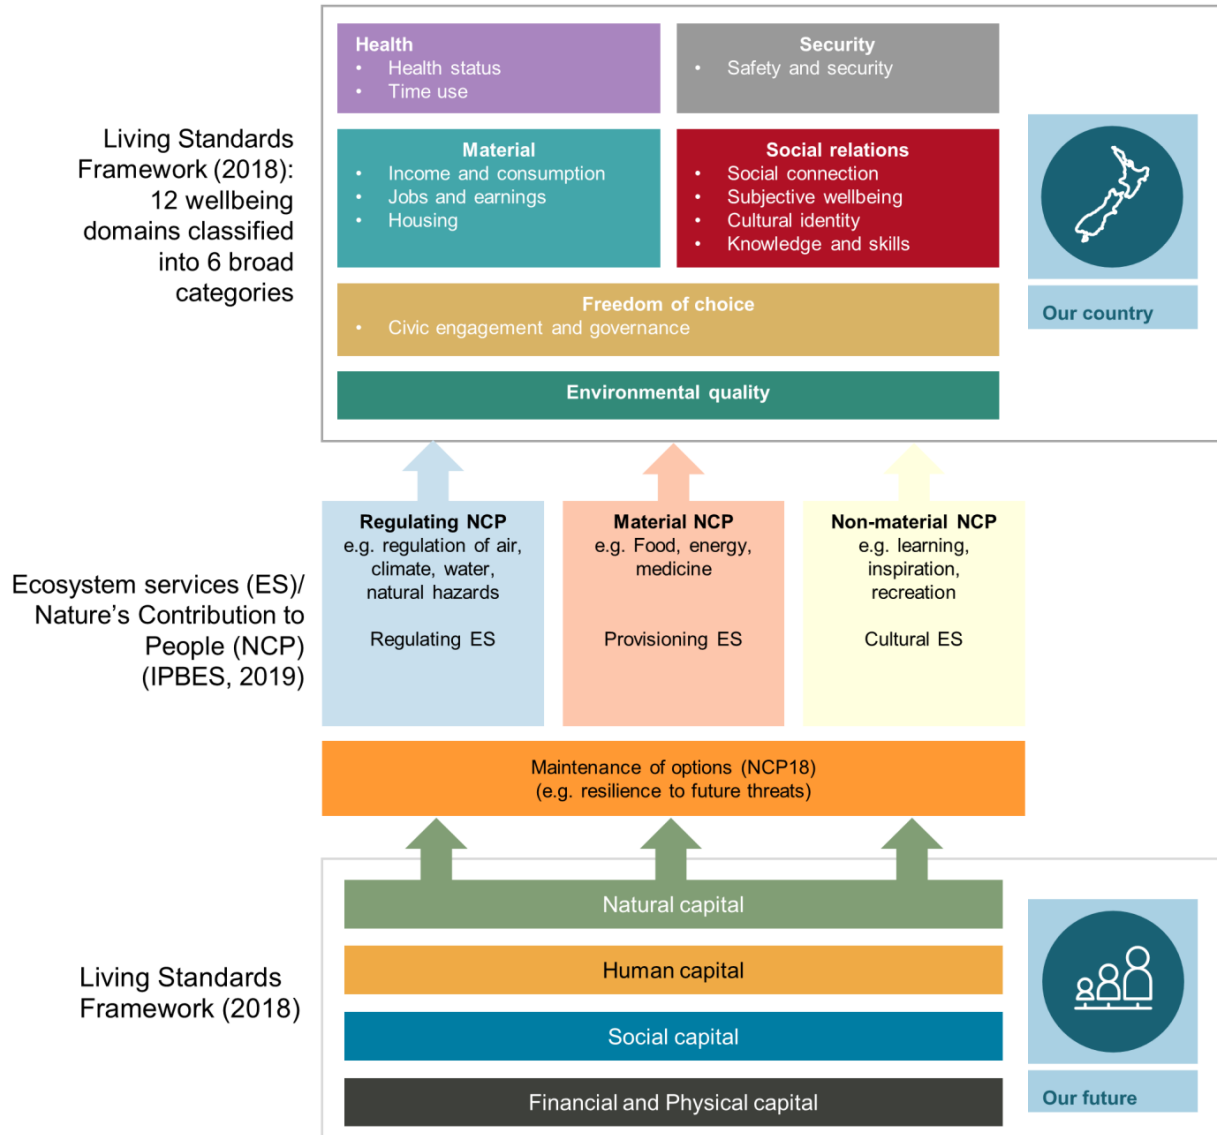 Living Standards
Framework (2018):
12 wellbeing
domains classified
into 6 broad
categories
Health
• Health status
• Time use
Security
• Safety and security
Material
• Income and consumption
• Jobs and earnings
• Housing
Social relations
• Social connection
• Subjective wellbeing
• Cultural identity
• Knowledge and skills
Freedom of choice
• Civic engagement and governance
Environmental quality
Our country
Ecosystem services (ES)/
Nature’s Contribution to
People (NCP)
(IPBES, 2019)
Regulating NCP
e.g. regulation of air,
climate, water,
natural hazards
Regulating ES
Material NCP
e.g. Food, energy,
medicine
Provisioning ES
Non-material NCP
e.g. learning,
inspiration,
recreation
Cultural ES
Maintenance of options (NCP18)
(e.g. resilience to future threats)
Living Standards
Framework (2018)
Natural capital
Human capital
Social capital
Financial and Physical capital
Our future